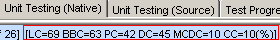 Unit Testing (Native) Unit Testing (Source) Test Progre
f 26] [LC=69 BBC=63 PC=42 DC=45 MCDC=10 CC=10(%)]